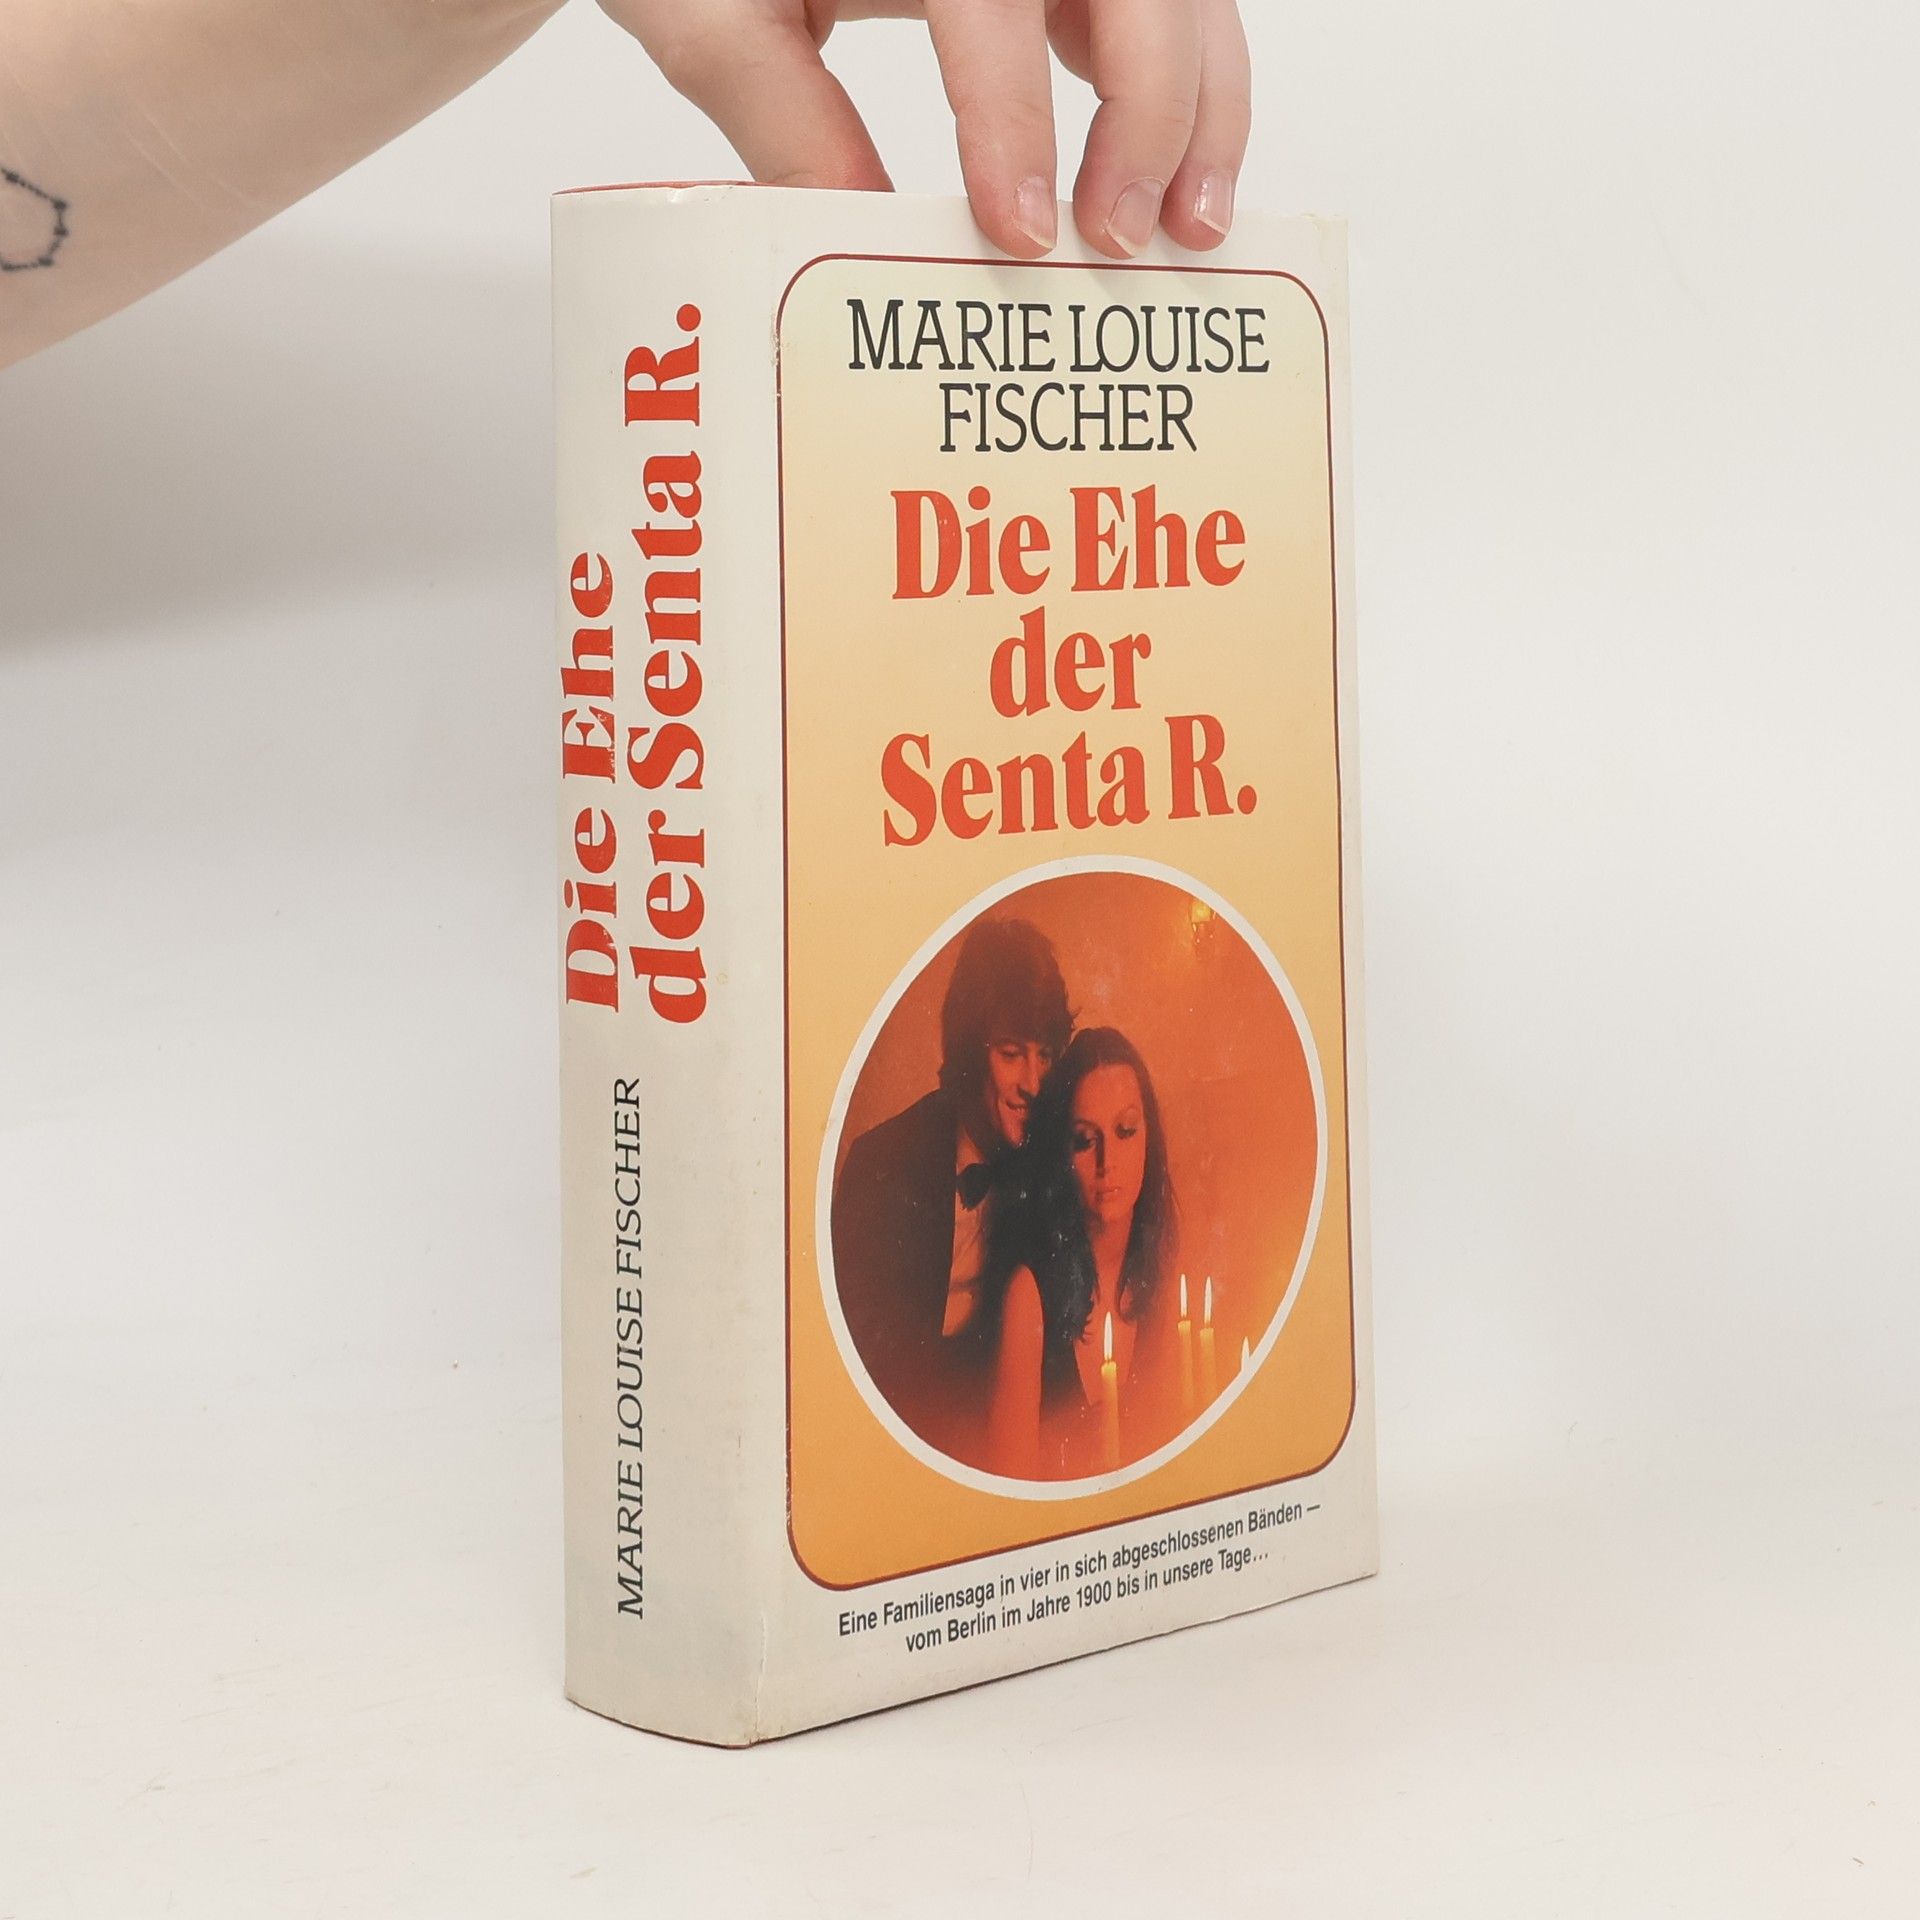 Die Ehe
der Senta R.
MARIE LOUISE FISCHER
MARIE LOUISE
FISCHER
Die Ehe
der
Senta R.
Eine Familiensaga in vier in sich abgeschlossenen Bänden —
vom Berlin im Jahre 1900 bis in unsere Tage...